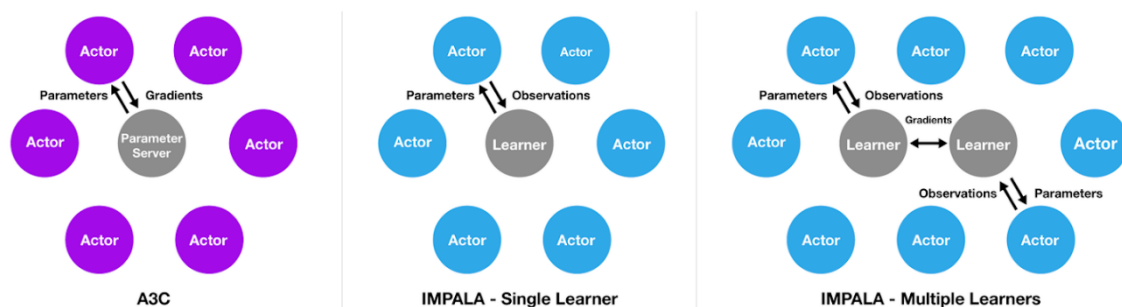 Actor
Actor
Parameters
Gradients
Actor
Parameter
Server
Actor
Actor
Actor
A3C
Actor
Actor
Parameters
Observations
Actor
Learner
Actor
Actor
Actor
IMPALA - Single Learner
Actor
Actor
Actor
Parameters
Observations
Actor
Learner
Gradients
Learner
Actor
Observations
Parameters
Actor
Actor
Actor
IMPALA - Multiple Learners